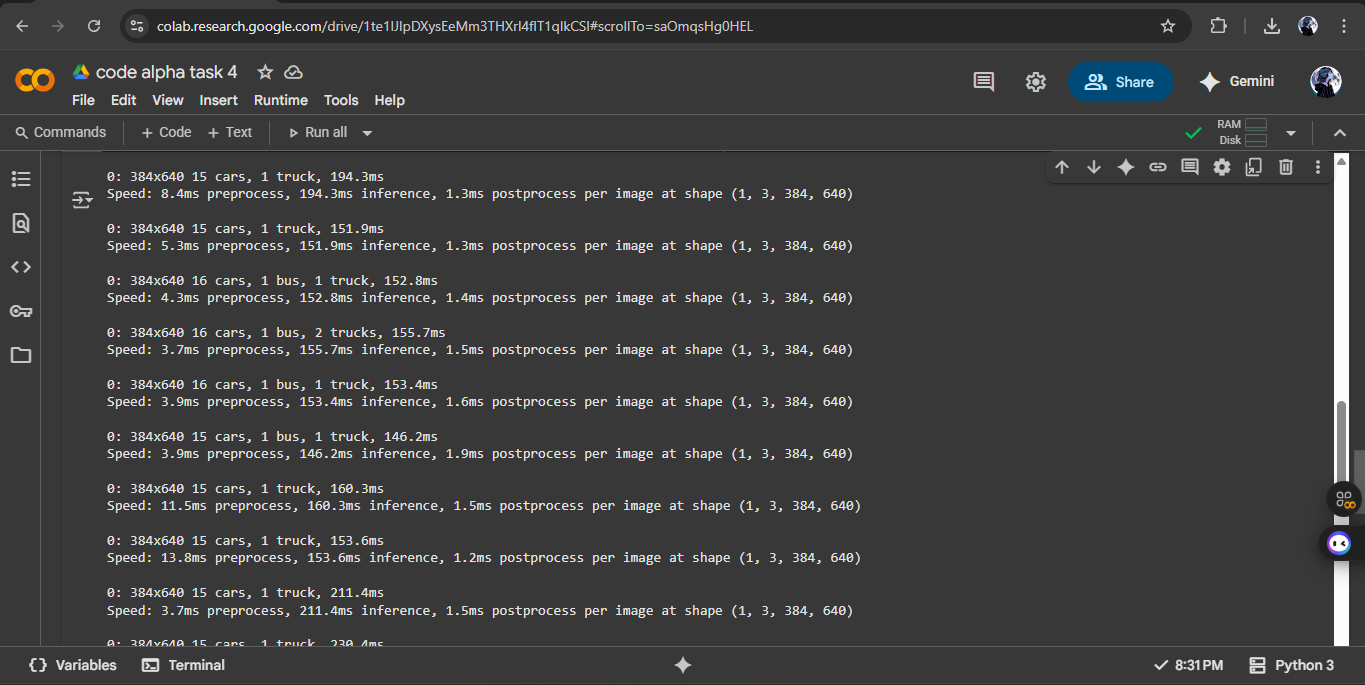 colab.research.google.com/drive/1te1lJlpDXysEeMm3THXrl4flT1qlkCSl#scrollTo=saOmqsHg0HEL
code alpha task 4
File Edit View Insert Runtime Tools Help
Share
Gemini
Commands + Code + Text Run all
RAM
Disk
0: 384x640 15 cars, 1 truck, 194.3ms
Speed: 8.4ms preprocess, 194.3ms inference, 1.3ms postprocess per image at shape (1, 3, 384, 640)
0: 384x640 15 cars, 1 truck, 151.9ms
Speed: 5.3ms preprocess, 151.9ms inference, 1.3ms postprocess per image at shape (1, 3, 384, 640)
0: 384x640 16 cars, 1 bus, 1 truck, 152.8ms
Speed: 4.3ms preprocess, 152.8ms inference, 1.4ms postprocess per image at shape (1, 3, 384, 640)
0: 384x640 16 cars, 1 bus, 2 trucks, 155.7ms
Speed: 3.7ms preprocess, 155.7ms inference, 1.5ms postprocess per image at shape (1, 3, 384, 640)
0: 384x640 16 cars, 1 bus, 1 truck, 153.4ms
Speed: 3.9ms preprocess, 153.4ms inference, 1.6ms postprocess per image at shape (1, 3, 384, 640)
0: 384x640 15 cars, 1 bus, 1 truck, 146.2ms
Speed: 3.9ms preprocess, 146.2ms inference, 1.9ms postprocess per image at shape (1, 3, 384, 640)
0: 384x640 15 cars, 1 truck, 160.3ms
Speed: 11.5ms preprocess, 160.3ms inference, 1.5ms postprocess per image at shape (1, 3, 384, 640)
0: 384x640 15 cars, 1 truck, 153.6ms
Speed: 13.8ms preprocess, 153.6ms inference, 1.2ms postprocess per image at shape (1, 3, 384, 640)
0: 384x640 15 cars, 1 truck, 211.4ms
Speed: 3.7ms preprocess, 211.4ms inference, 1.5ms postprocess per image at shape (1, 3, 384, 640)
0: 384x640 15 cars, 1 truck, 230.4ms
Variables Terminal
8:31 PM Python 3